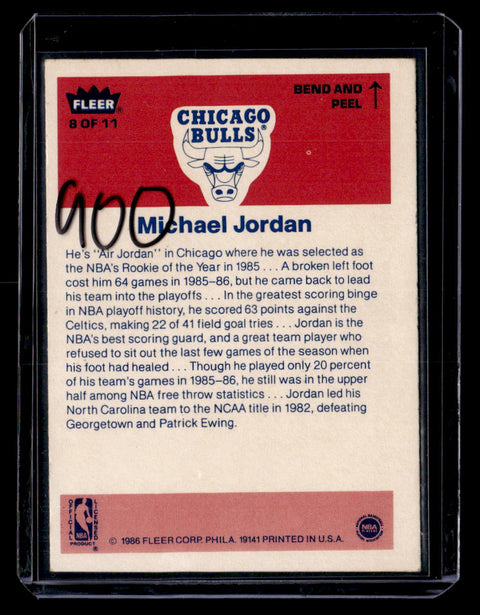 FLEER®
8 OF 11
BEND AND
PEEL
CHICAGO
BULLS®
900
Michael Jordan
He's "Air Jordan" in Chicago where he was selected as
the NBA's Rookie of the Year in 1985 . . . A broken left foot
cost him 64 games in 1985–86, but he came back to lead
his team into the playoffs . . . In the greatest scoring binge
in NBA playoff history, he scored 63 points against the
Celtics, making 22 of 41 field goal tries . . . Jordan is the
NBA's best scoring guard, and a great team player who
refused to sit out the last few games of the season when
his foot had healed . . . Though he played only 20 percent
of his team's games in 1985–86, he still was in the upper
half among NBA free throw statistics . . . Jordan led his
North Carolina team to the NCAA title in 1982, defeating
Georgetown and Patrick Ewing.
OFFICIAL
LICENSED
NBA
PRODUCT
© 1986 FLEER CORP. PHILA. 19141 PRINTED IN U.S.A.
NBA
PLAYERS